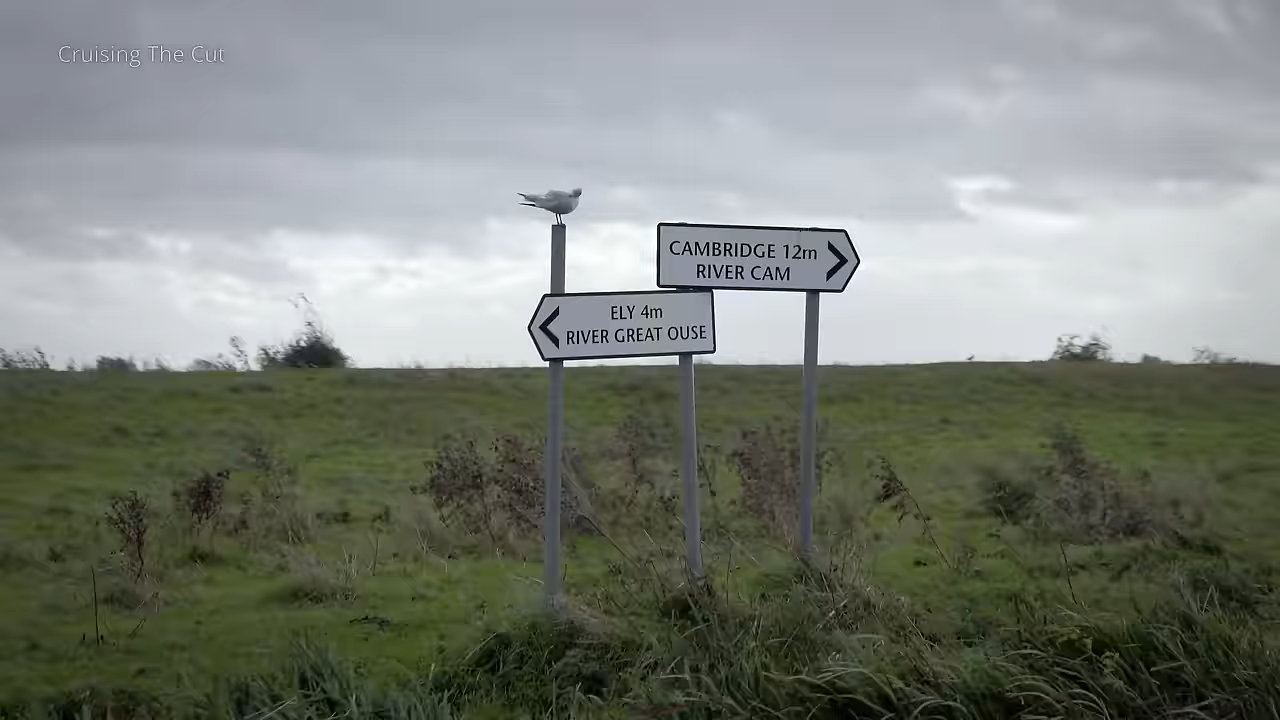 Cruising The Cut
CAMBRIDGE 12m
RIVER CAM
ELY 4m
RIVER GREAT OUSE